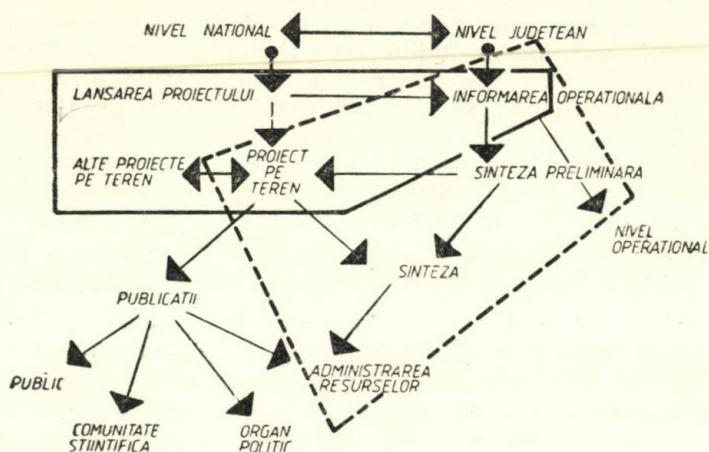 NIVEL NATIONAL
NIVEL JUDETEAN
LANSAREA PROIECTULUI
INFORMAREA OPERATIONALA
ALTE PROIECTE
PE TEREN
PROIECT
PE
TEREN
SINTEZA PRELIMINARA
NIVEL
OPERATIONAL
SINTEZA
PUBLICATII
ADMINISTRAREA
RESURSELOR
PUBLIC
COMUNITATE
STIINTIFICA
ORGAN
POLITIC